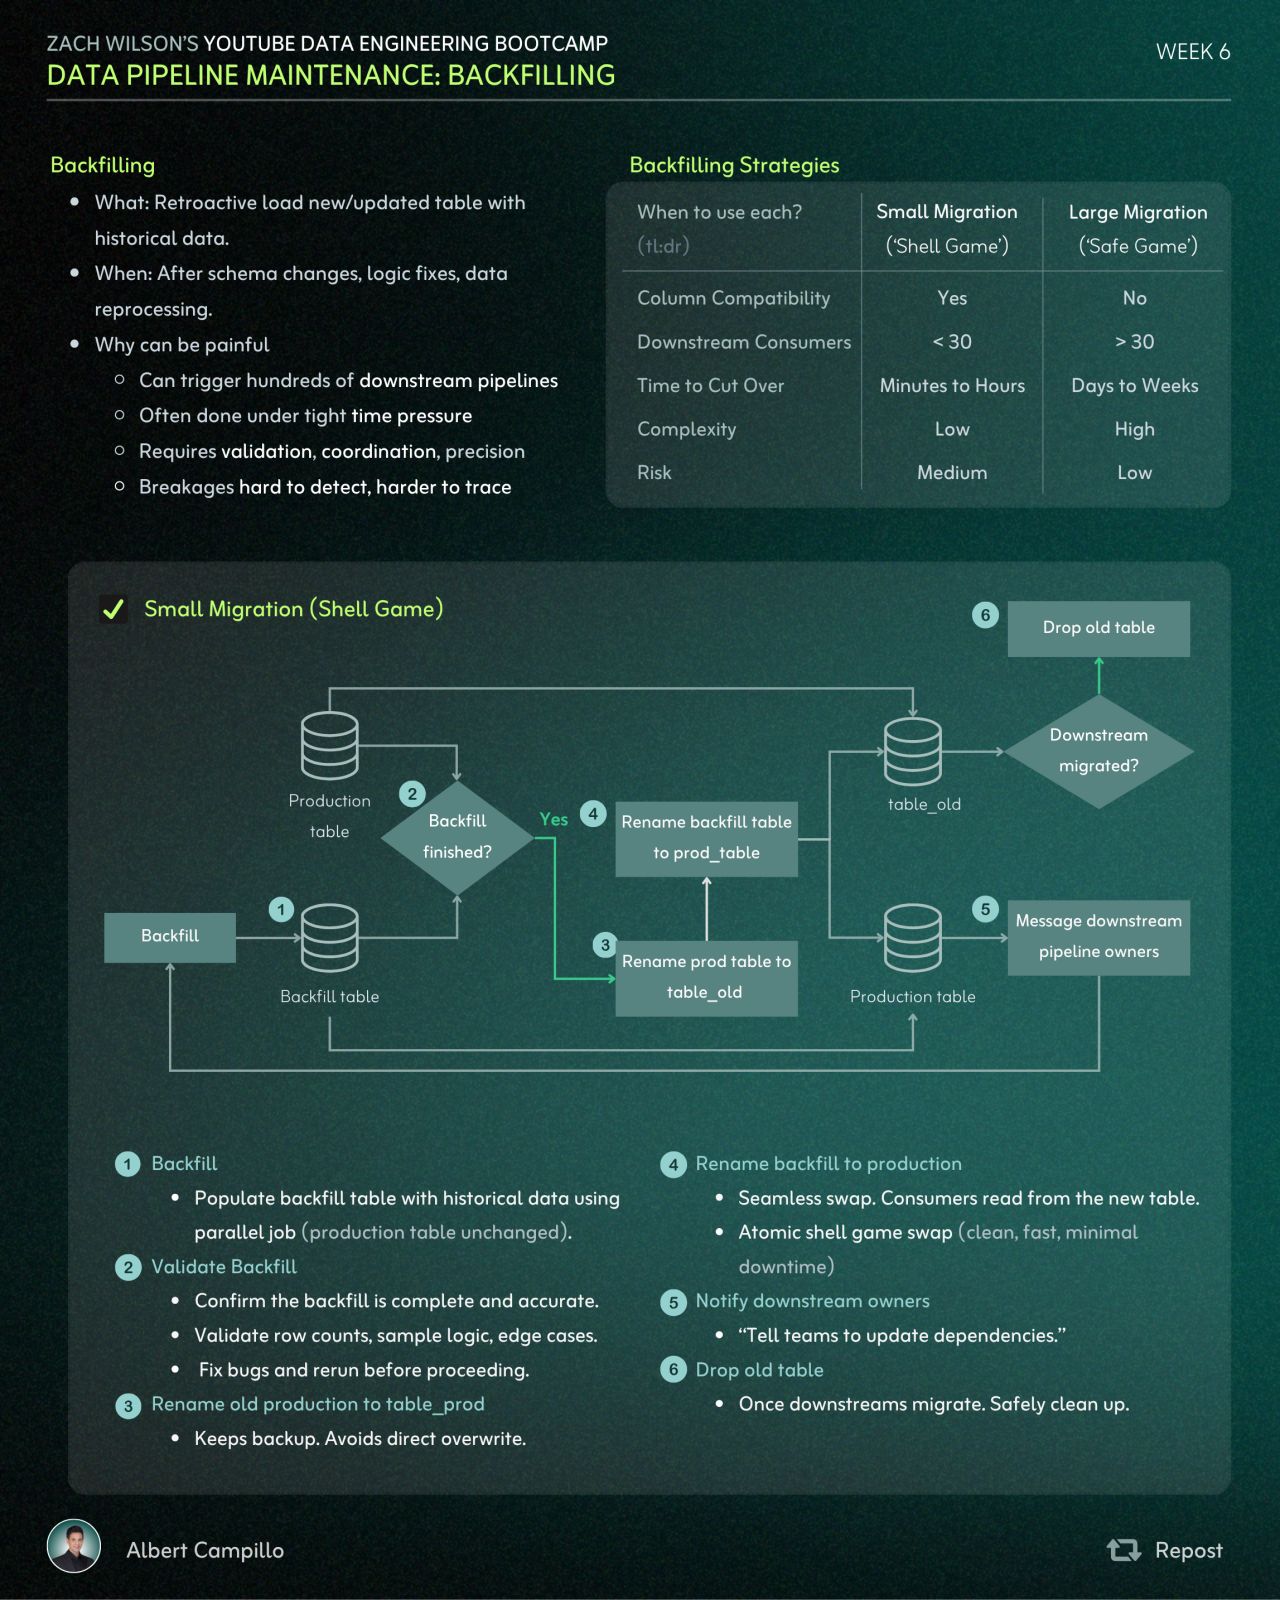 ZACH WILSON'S YOUTUBE DATA ENGINEERING BOOTCAMP
DATA PIPELINE MAINTENANCE: BACKFILLING
WEEK 6
Backfilling
• What: Retroactive load new/updated table with
historical data.
• When: After schema changes, logic fixes, data
reprocessing.
• Why can be painful
○ Can trigger hundreds of downstream pipelines
○ Often done under tight time pressure
○ Requires validation, coordination, precision
○ Breakages hard to detect, harder to trace
Backfilling Strategies
When to use each? Small Migration Large Migration
(tl:dr) ('Shell Game') ('Safe Game')
Column Compatibility Yes No
Downstream Consumers < 30 > 30
Time to Cut Over Minutes to Hours Days to Weeks
Complexity Low High
Risk Medium Low
Small Migration (Shell Game)
6
Drop old table
Production
table
2
Backfill
finished?
Yes
4
Rename backfill table
to prod_table
table_old
Downstream
migrated?
Backfill
1
Backfill table
3
Rename prod table to
table_old
Production table
5
Message downstream
pipeline owners
1 Backfill
• Populate backfill table with historical data using
parallel job (production table unchanged).
2 Validate Backfill
• Confirm the backfill is complete and accurate.
• Validate row counts, sample logic, edge cases.
• Fix bugs and rerun before proceeding.
3 Rename old production to table_prod
• Keeps backup. Avoids direct overwrite.
4 Rename backfill to production
• Seamless swap. Consumers read from the new table.
• Atomic shell game swap (clean, fast, minimal
downtime)
5 Notify downstream owners
• “Tell teams to update dependencies.”
6 Drop old table
• Once downstreams migrate. Safely clean up.
Albert Campillo
Repost